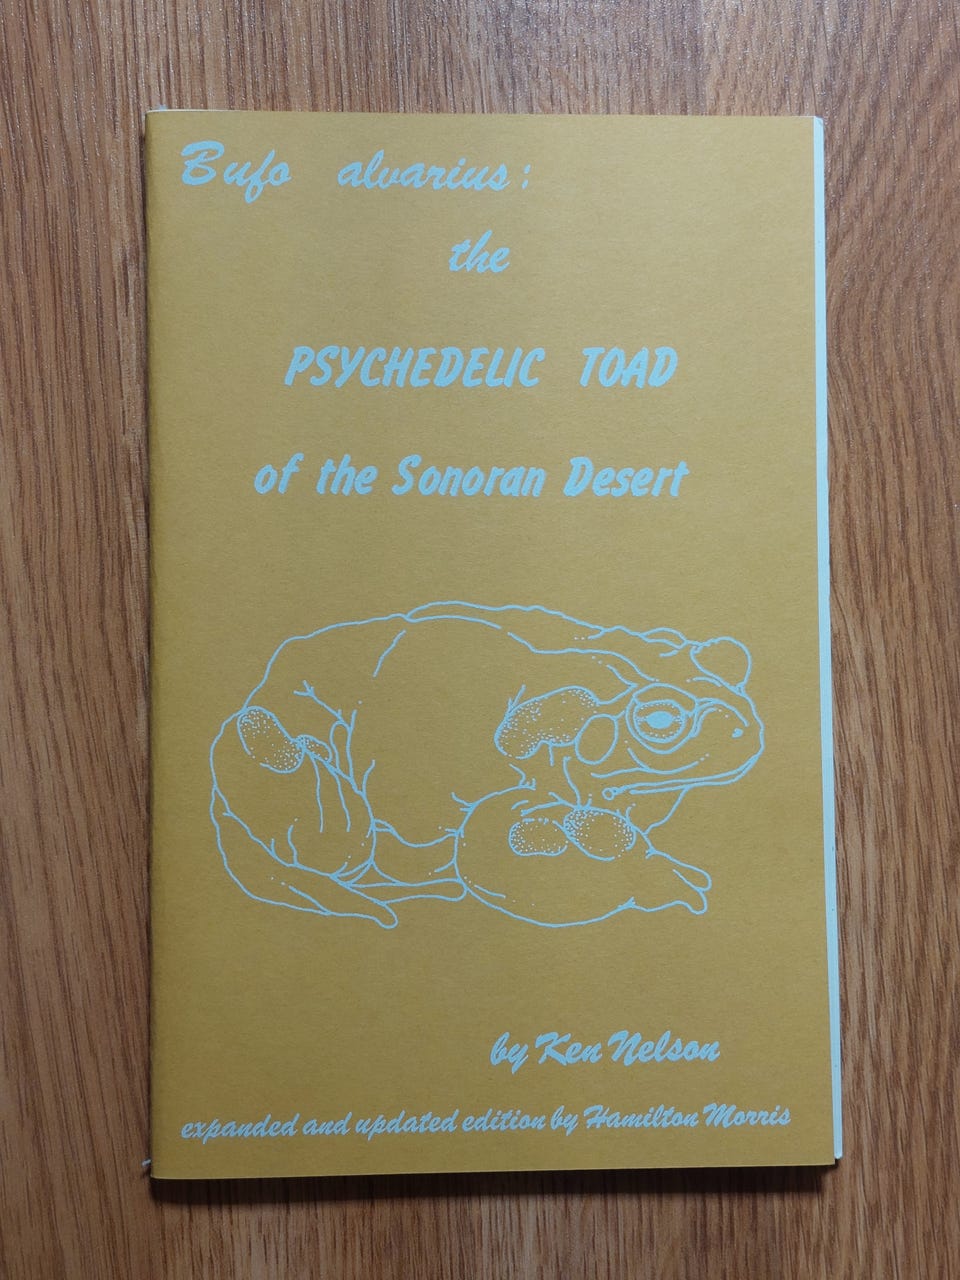 Bufo alvarius:
the
PSYCHEDELIC TOAD
of the Sonoran Desert
by Ken Nelson
expanded and updated edition by Hamilton Morris